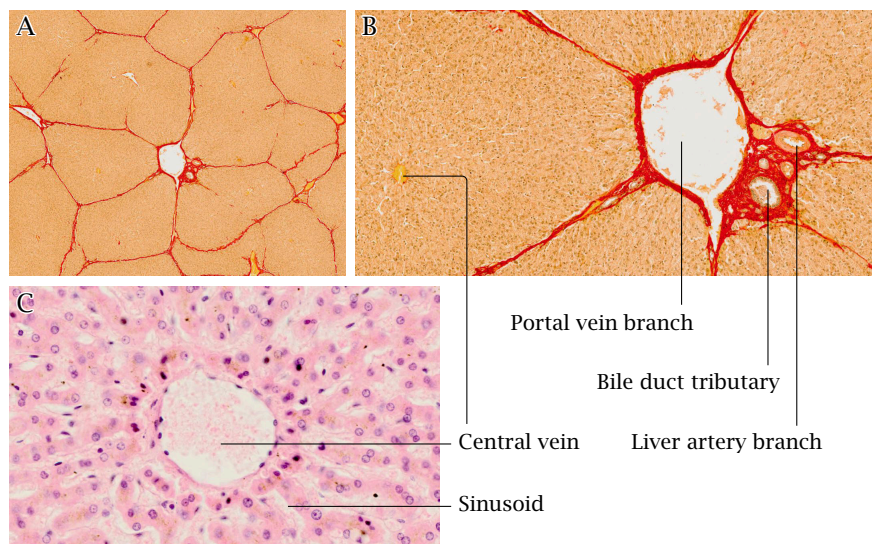 A
B
C
Portal vein branch
Bile duct tributary
Central vein
Liver artery branch
Sinusoid